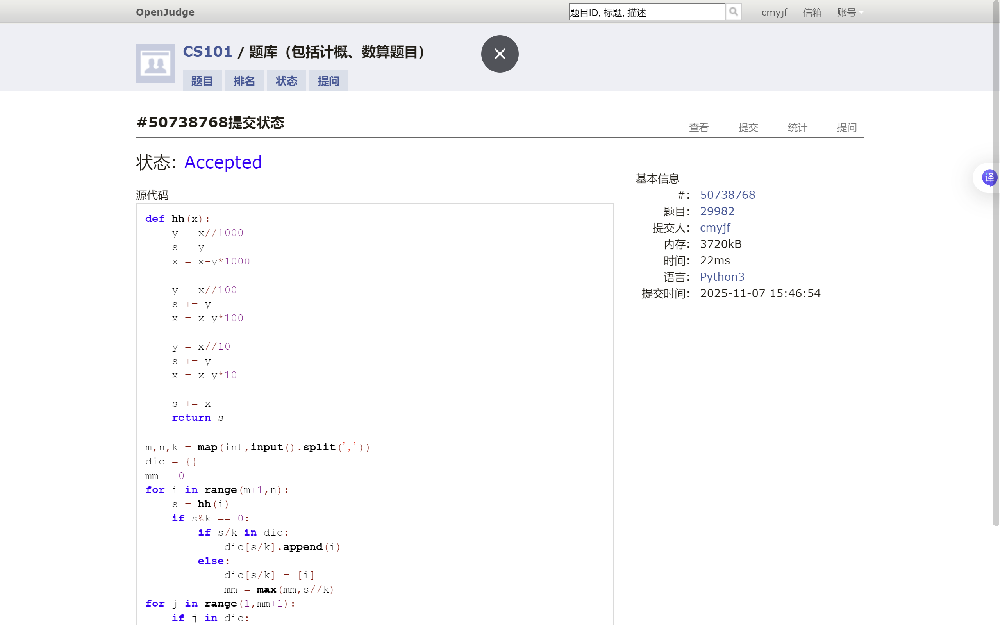 OpenJudge
题目ID, 标题, 描述
cmyjf 信箱 账号
CS101 / 题库（包括计概、数算题目）
题目 排名 状态 提问
#50738768提交状态
查看 提交 统计 提问
状态: Accepted
源代码
def hh(x):
    y = x//1000
    s = y
    x = x-y*1000

    y = x//100
    s += y
    x = x-y*100

    y = x//10
    s += y
    x = x-y*10

    s += x
    return s

m,n,k = map(int,input().split(','))
dic = {}
mm = 0
for i in range(m+1,n):
    s = hh(i)
    if s%k == 0:
        if s/k in dic:
            dic[s/k].append(i)
        else:
            dic[s/k] = [i]
            mm = max(mm,s//k)
for j in range(1,mm+1):
    if j in dic:
基本信息
#: 50738768
题目: 29982
提交人: cmyjf
内存: 3720kB
时间: 22ms
语言: Python3
提交时间: 2025-11-07 15:46:54
译